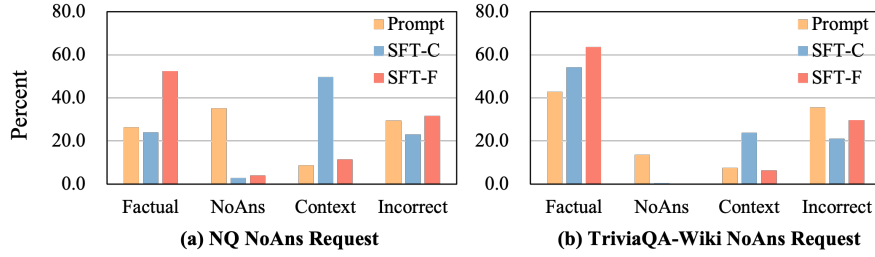 Percent
80.0
60.0
40.0
20.0
0.0
Prompt
SFT-C
SFT-F
Factual NoAns Context Incorrect
(a) NQ NoAns Request
80.0
60.0
40.0
20.0
0.0
Prompt
SFT-C
SFT-F
Factual NoAns Context Incorrect
(b) TriviaQA-Wiki NoAns Request